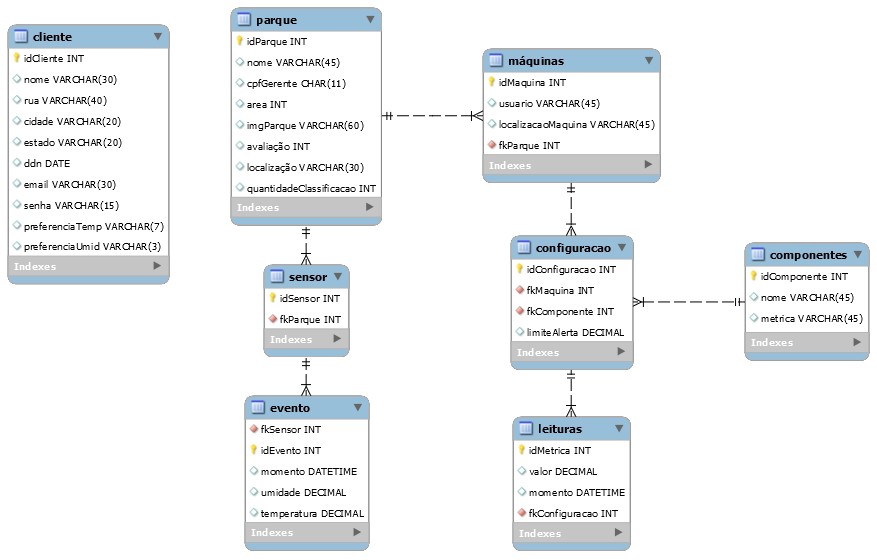 cliente
idCliente INT
nome VARCHAR(30)
rua VARCHAR(40)
cidade VARCHAR(20)
estado VARCHAR(20)
ddn DATE
email VARCHAR(30)
senha VARCHAR(15)
preferenciaTemp VARCHAR(7)
preferenciaUmid VARCHAR(3)
Indexes
parque
idParque INT
nome VARCHAR(45)
cpfGerente CHAR(11)
area INT
imgParque VARCHAR(60)
avaliação INT
localização VARCHAR(30)
quantidadeClassificacao INT
Indexes
máquinas
idMaquina INT
usuario VARCHAR(45)
localizacaoMaquina VARCHAR(45)
fkParque INT
Indexes
sensor
idSensor INT
fkParque INT
Indexes
configuracao
idConfiguracao INT
fkMaquina INT
fkComponente INT
limiteAlerta DECIMAL
Indexes
componentes
idComponente INT
nome VARCHAR(45)
metrica VARCHAR(45)
Indexes
evento
fkSensor INT
idEvento INT
momento DATETIME
umidade DECIMAL
temperatura DECIMAL
Indexes
leituras
idMetrica INT
valor DECIMAL
momento DATETIME
fkConfiguracao INT
Indexes